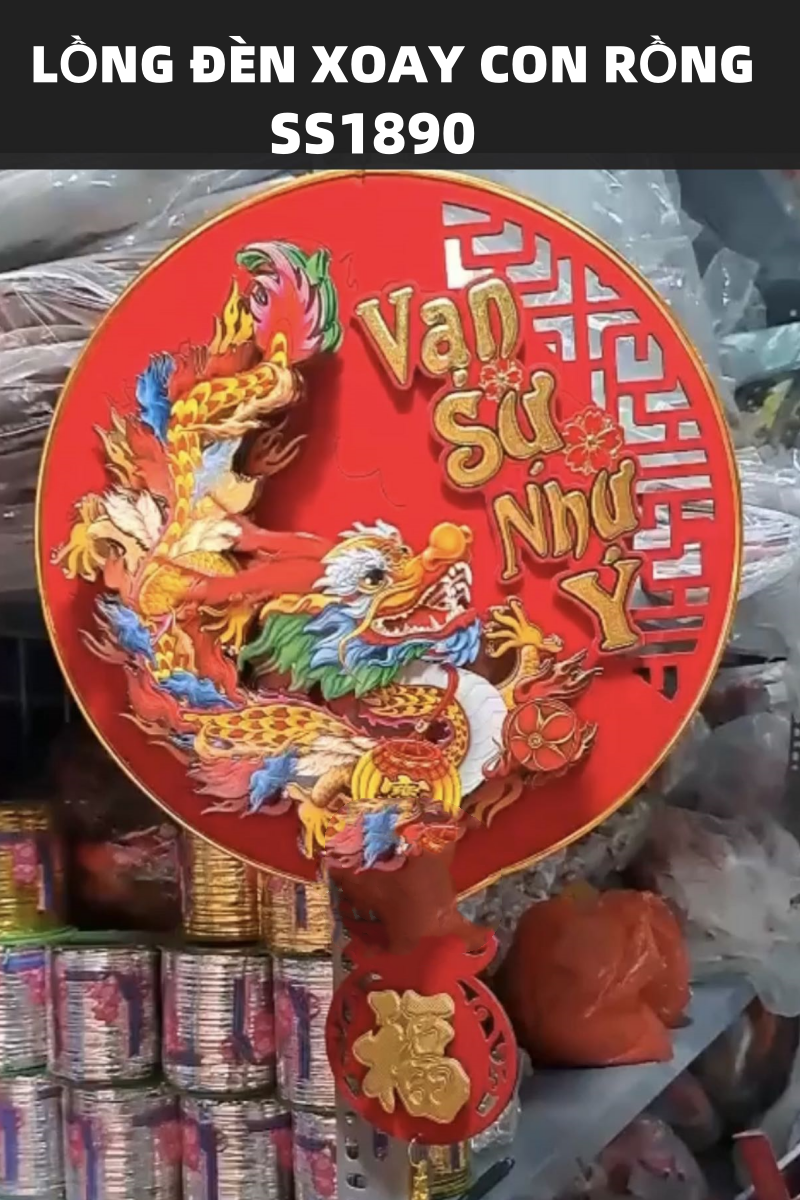 LỒNG ĐÈN XOAY CON RỒNG
SS1890
Vạn
Sự
Như
Ý
福